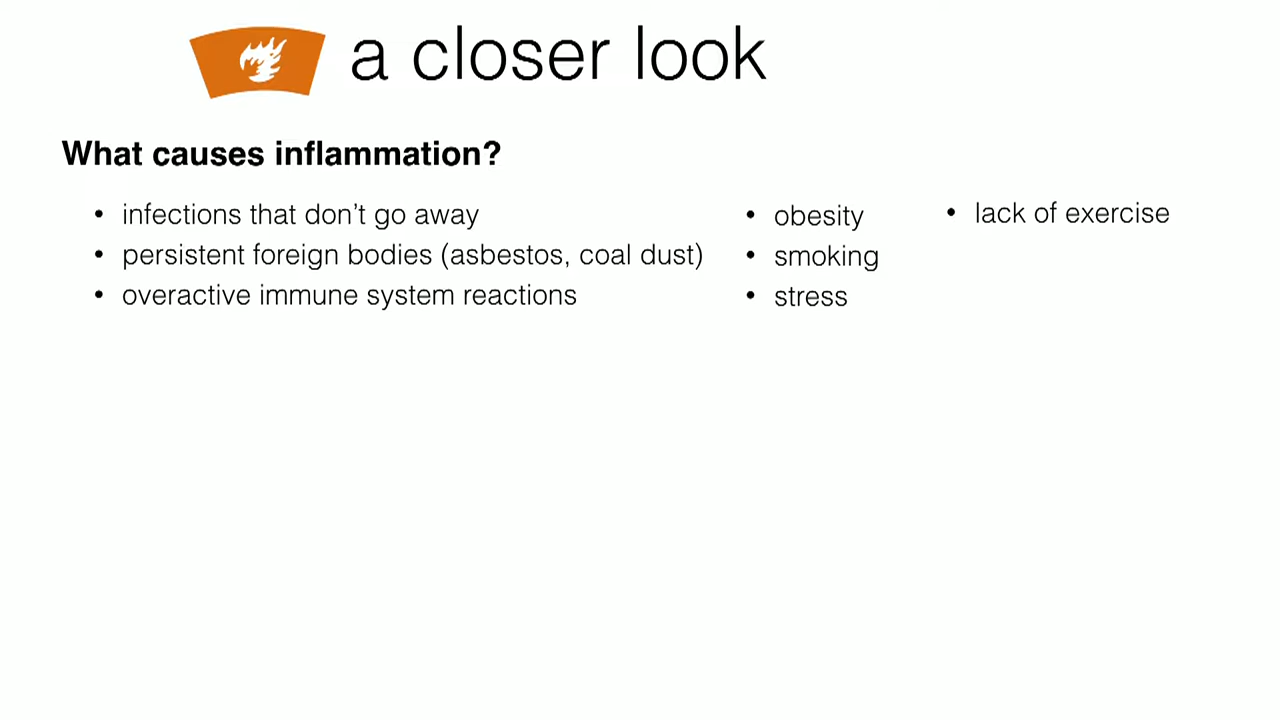 a closer look
What causes inflammation?
• infections that don’t go away
• persistent foreign bodies (asbestos, coal dust)
• overactive immune system reactions
• obesity
• smoking
• stress
• lack of exercise